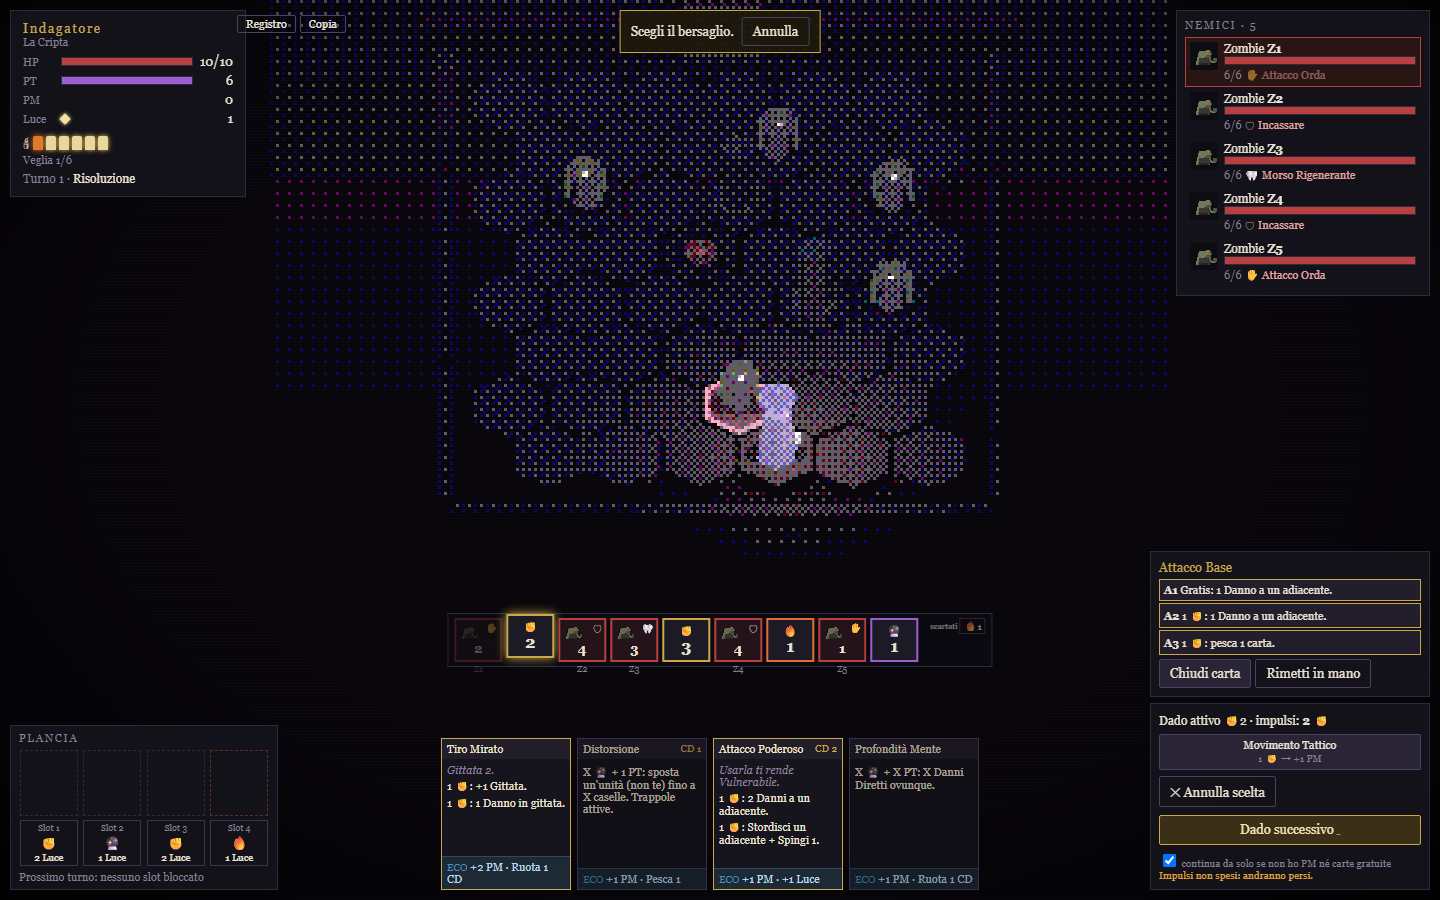 Indagatore
La Cripta
HP 10/10
PT 6
PM 0
Luce 1
Veglia 1/6
Turno 1 · Risoluzione
Registro
Copia
Scegli il bersaglio.
Annulla
NEMICI · 5
Zombie Z1
6/6 Attacco Orda
Zombie Z2
6/6 Incassare
Zombie Z3
6/6 Morso Rigenerante
Zombie Z4
6/6 Incassare
Zombie Z5
6/6 Attacco Orda
2
2
4
3
3
4
1
1
1
scartati 1
Z1
Z2
Z3
Z4
Z5
Attacco Base
A1 Gratis: 1 Danno a un adiacente.
A2 1 : 1 Danno a un adiacente.
A3 1 : pesca 1 carta.
Chiudi carta
Rimetti in mano
Dado attivo 2 · impulsi: 2
Movimento Tattico
1 → +1 PM
✕ Annulla scelta
Dado successivo
continua da solo se non ho PM né carte gratuite
Impulsi non spesi: andranno persi.
PLANCIA
Slot 1
2 Luce
Slot 2
1 Luce
Slot 3
2 Luce
Slot 4
1 Luce
Prossimo turno: nessuno slot bloccato
Tiro Mirato
Gittata 2.
1 : +1 Gittata.
1 : 1 Danno in gittata.
ECO +2 PM · Ruota 1
CD
Distorsione CD 1
X + 1 PT: sposta
un'unità (non te) fino a
X caselle. Trappole
attive.
ECO +1 PM · Pesca 1
Attacco Poderoso CD 2
Usarla ti rende
Vulnerabile.
1 : 2 Danni a un
adiacente.
1 : Stordisci un
adiacente + Spingi 1.
ECO +1 PM · +1 Luce
Profondità Mente
X + X PT: X Danni
Diretti ovunque.
ECO +1 PM · Ruota 1 CD